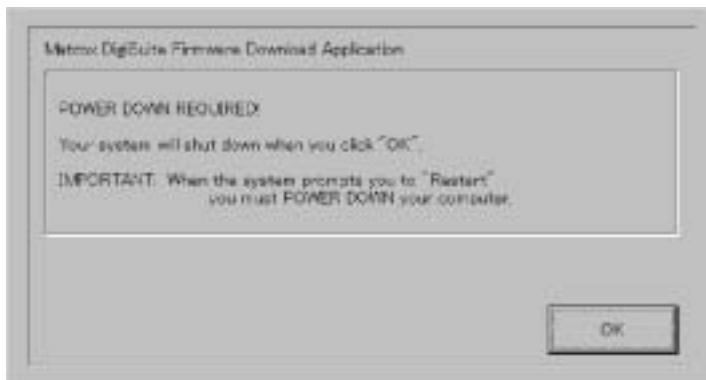 Matrox DigiSuite Firmware Download Application
POWER DOWN REQUIRED!
Your system will shut down when you click "OK".
IMPORTANT: When the system prompts you to "Restart"
you must POWER DOWN your computer.
OK